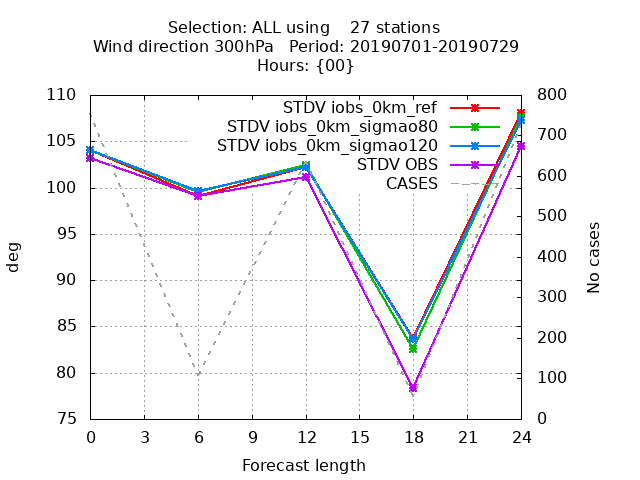 Selection: ALL using    27 stations
Wind direction 300hPa   Period: 20190701-20190729
Hours: {00}
STDV iobs_0km_ref
STDV iobs_0km_sigmao80
STDV iobs_0km_sigmao120
STDV OBS
CASES
110
105
100
95
90
85
80
75
deg
800
700
600
500
400
300
200
100
0
No cases
0 3 6 9 12 15 18 21 24
Forecast length